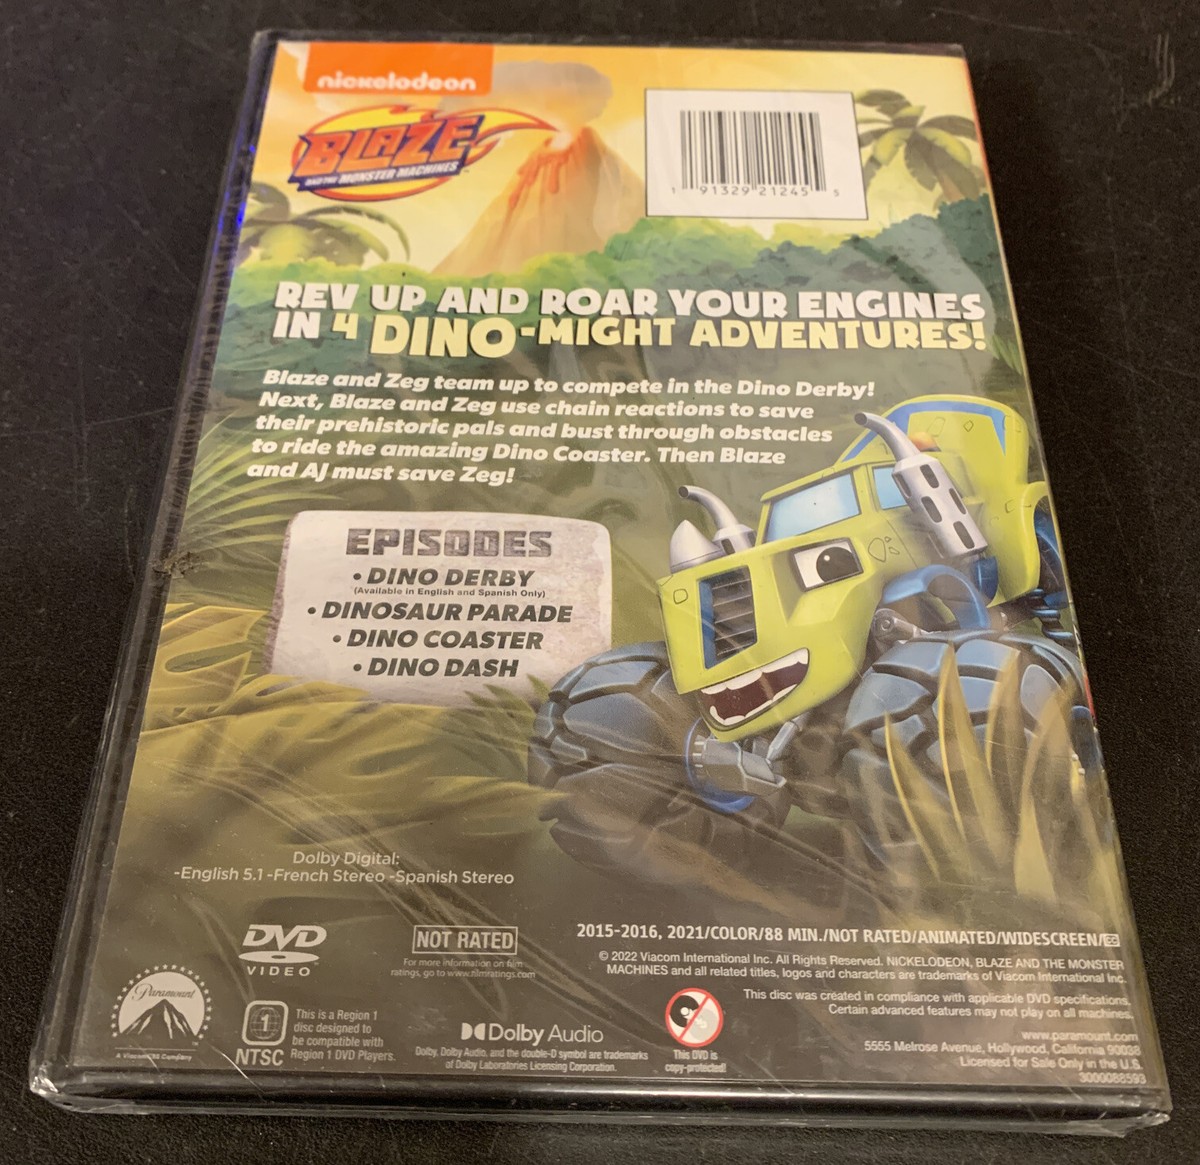 nickelodeon
BLAZE
AND THE MONSTER MACHINES
1 91329 21245 5
REV UP AND ROAR YOUR ENGINES
IN 4 DINO-MIGHT ADVENTURES!
Blaze and Zeg team up to compete in the Dino Derby!
Next, Blaze and Zeg use chain reactions to save
their prehistoric pals and bust through obstacles
to ride the amazing Dino Coaster. Then Blaze
and AJ must save Zeg!
EPISODES
• DINO DERBY
(Available in English and Spanish Only)
• DINOSAUR PARADE
• DINO COASTER
• DINO DASH
Dolby Digital:
-English 5.1 -French Stereo -Spanish Stereo
DVD
VIDEO
NOT RATED
For more information on film
ratings, go to www.filmratings.com
2015-2016, 2021/COLOR/88 MIN./NOT RATED/ANIMATED/WIDESCREEN/CC
© 2022 Viacom International Inc. All Rights Reserved. NICKELODEON, BLAZE AND THE MONSTER
MACHINES and all related titles, logos and characters are trademarks of Viacom International Inc.
This disc was created in compliance with applicable DVD specifications.
Certain advanced features may not play on all machines.
www.paramount.com
5555 Melrose Avenue, Hollywood, California 90038
Licensed for Sale Only in the U.S.
3000088593
Paramount
A ViacomCBS Company
1
NTSC
This is a Region 1
disc designed to
be compatible with
Region 1 DVD Players.
Dolby Audio
Dolby, Dolby Audio, and the double-D symbol are trademarks
of Dolby Laboratories Licensing Corporation.
This DVD is
copy-protected!